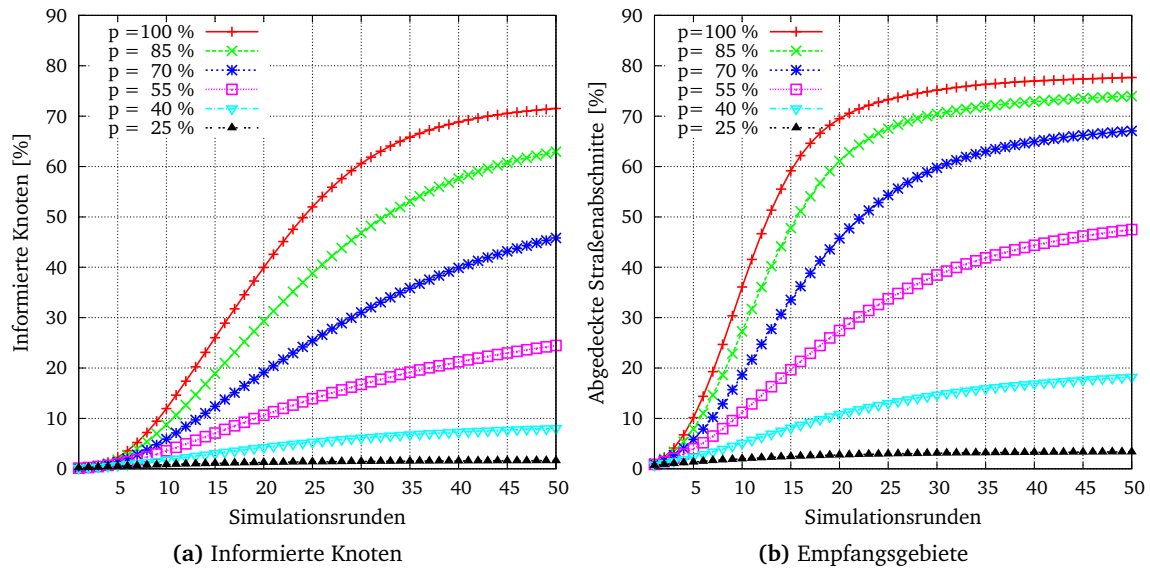 Informierte Knoten [%]
90
80
70
60
50
40
30
20
10
0
p =100 %
p = 85 %
p = 70 %
p = 55 %
p = 40 %
p = 25 %
5 10 15 20 25 30 35 40 45 50
Simulationsrunden
(a) Informierte Knoten
Abgedeckte Straßenabschnitte [%]
90
80
70
60
50
40
30
20
10
0
p=100 %
p= 85 %
p= 70 %
p= 55 %
p= 40 %
p= 25 %
5 10 15 20 25 30 35 40 45 50
Simulationsrunden
(b) Empfangsgebiete